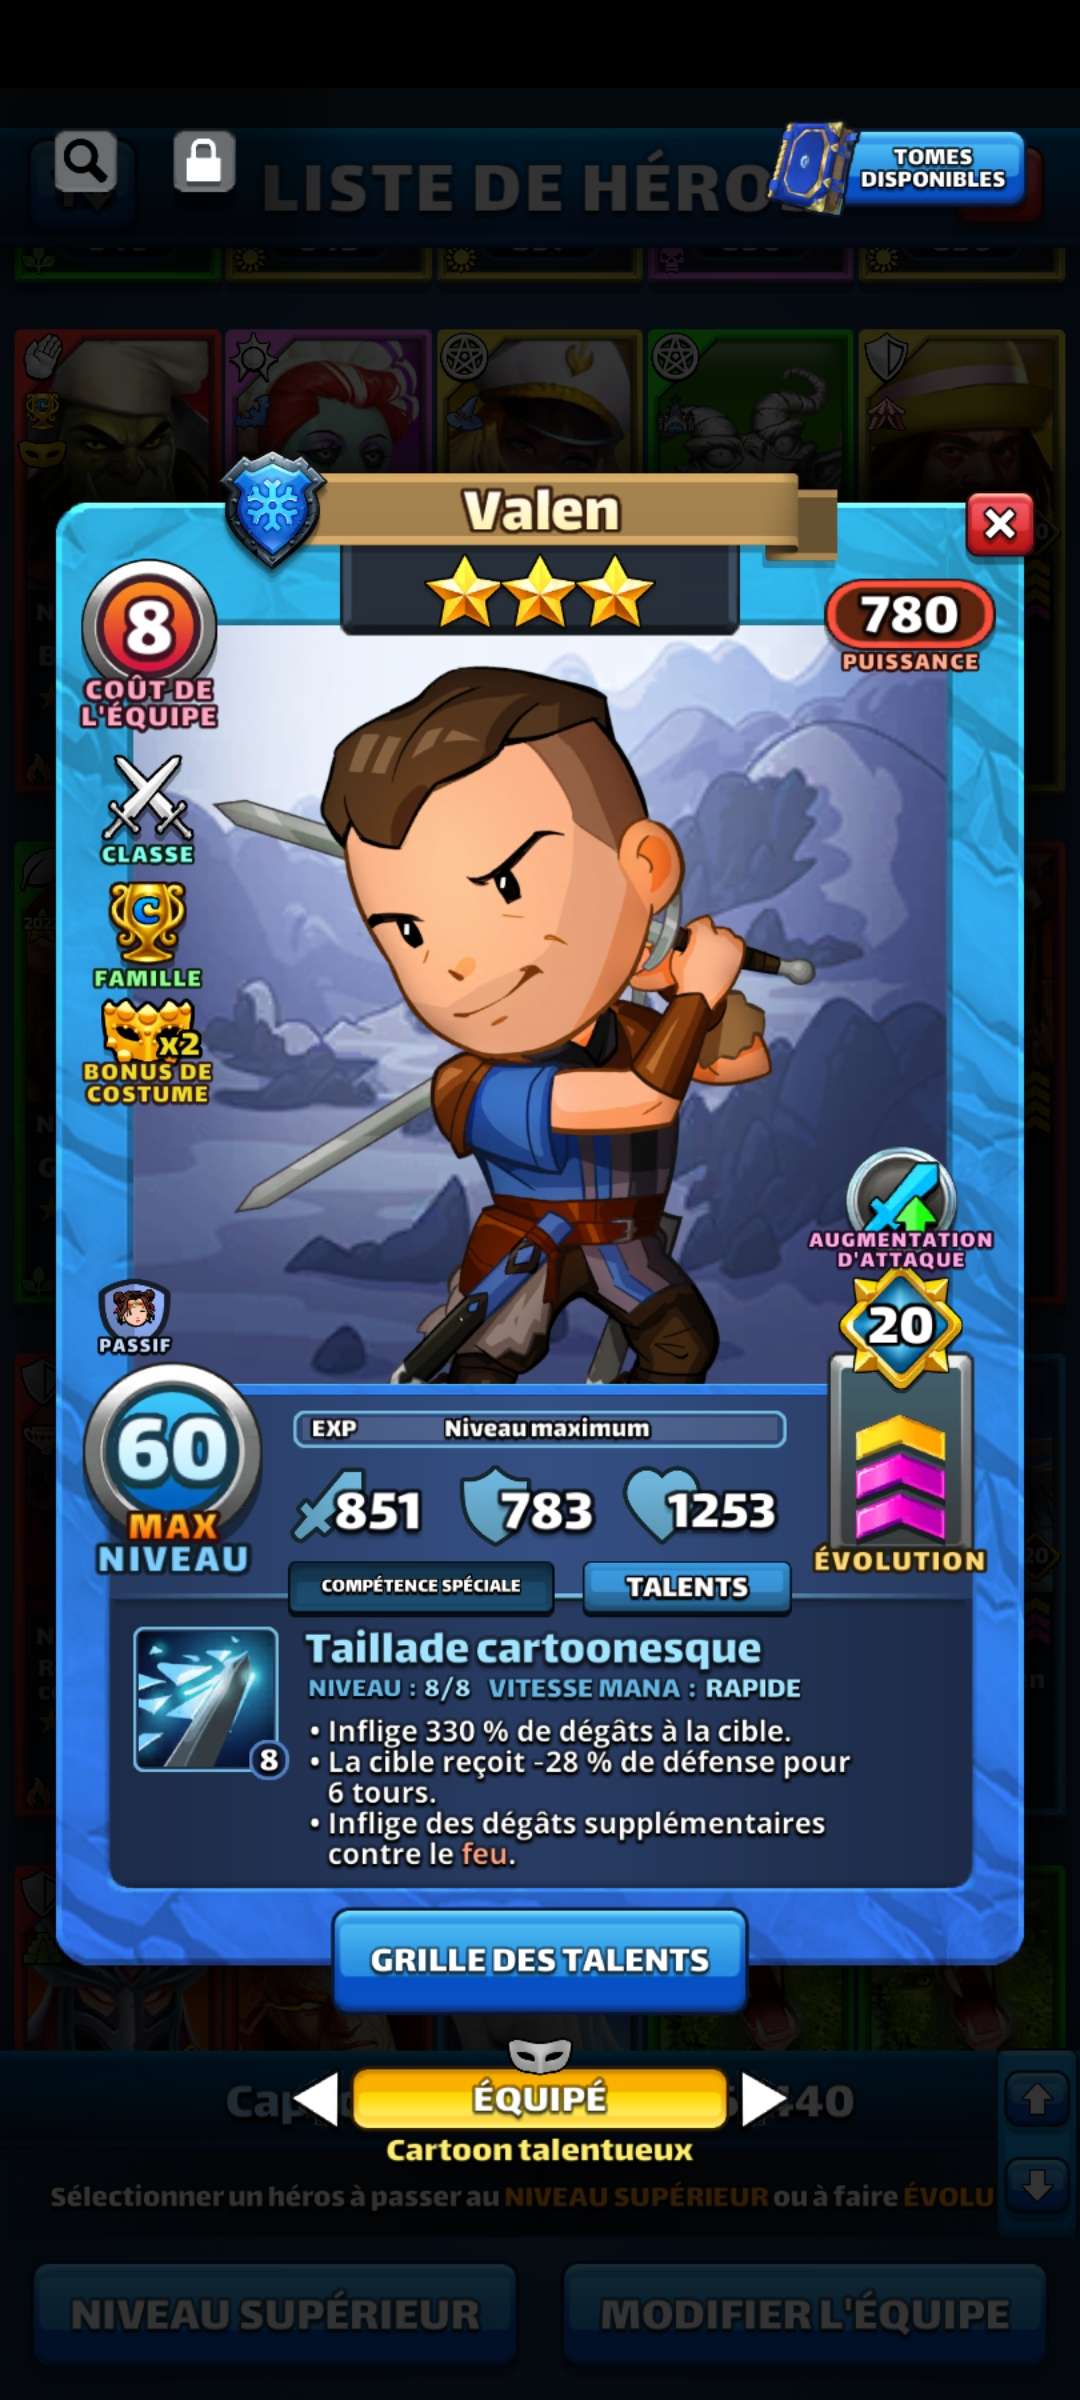 LISTE DE HÉRO
TOMES
DISPONIBLES
Valen
8
COÛT DE
L'ÉQUIPE
780
PUISSANCE
CLASSE
C
FAMILLE
x2
BONUS DE
COSTUME
AUGMENTATION
D'ATTAQUE
20
PASSIF
60
MAX
NIVEAU
EXP Niveau maximum
851 783 1253
ÉVOLUTION
COMPÉTENCE SPÉCIALE TALENTS
Taillade cartoonesque
NIVEAU : 8/8 VITESSE MANA : RAPIDE
8
• Inflige 330 % de dégâts à la cible.
• La cible reçoit -28 % de défense pour
6 tours.
• Inflige des dégâts supplémentaires
contre le feu.
GRILLE DES TALENTS
Cap
ÉQUIPÉ
440
Cartoon talentueux
Sélectionner un héros à passer au NIVEAU SUPÉRIEUR ou à faire ÉVOLU
NIVEAU SUPÉRIEUR MODIFIER L'ÉQUIPE